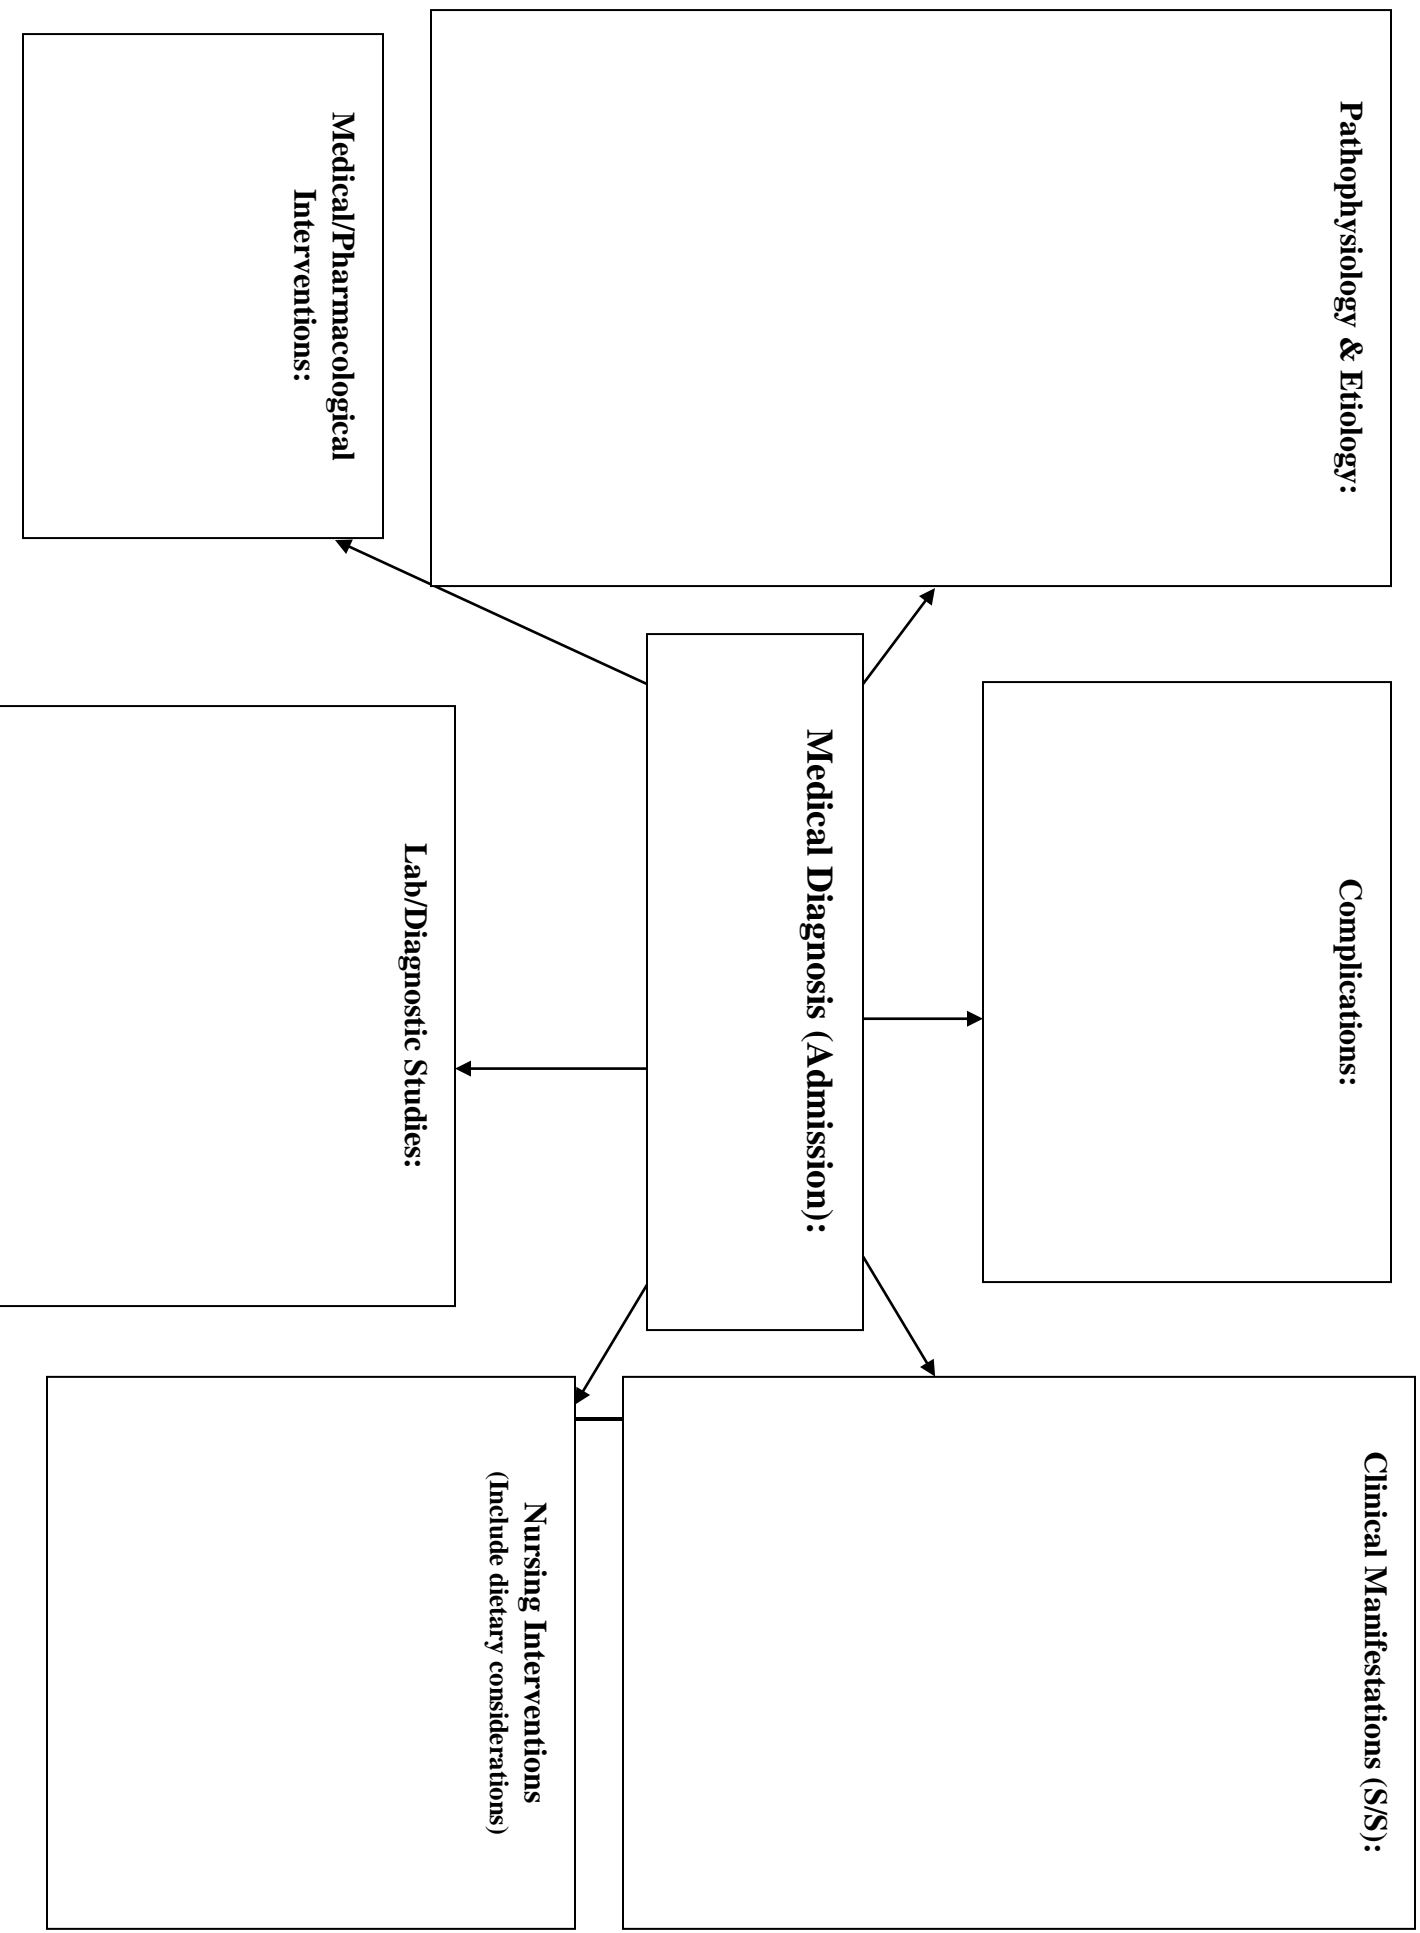 Pathophysiology & Etiology:
Complications:
Clinical Manifestations (S/S):
Medical Diagnosis (Admission):
Medical/Pharmacological
Interventions::
Lab/Diagnostic Studies:
Nursing Interventions
(Include dietary considerations)